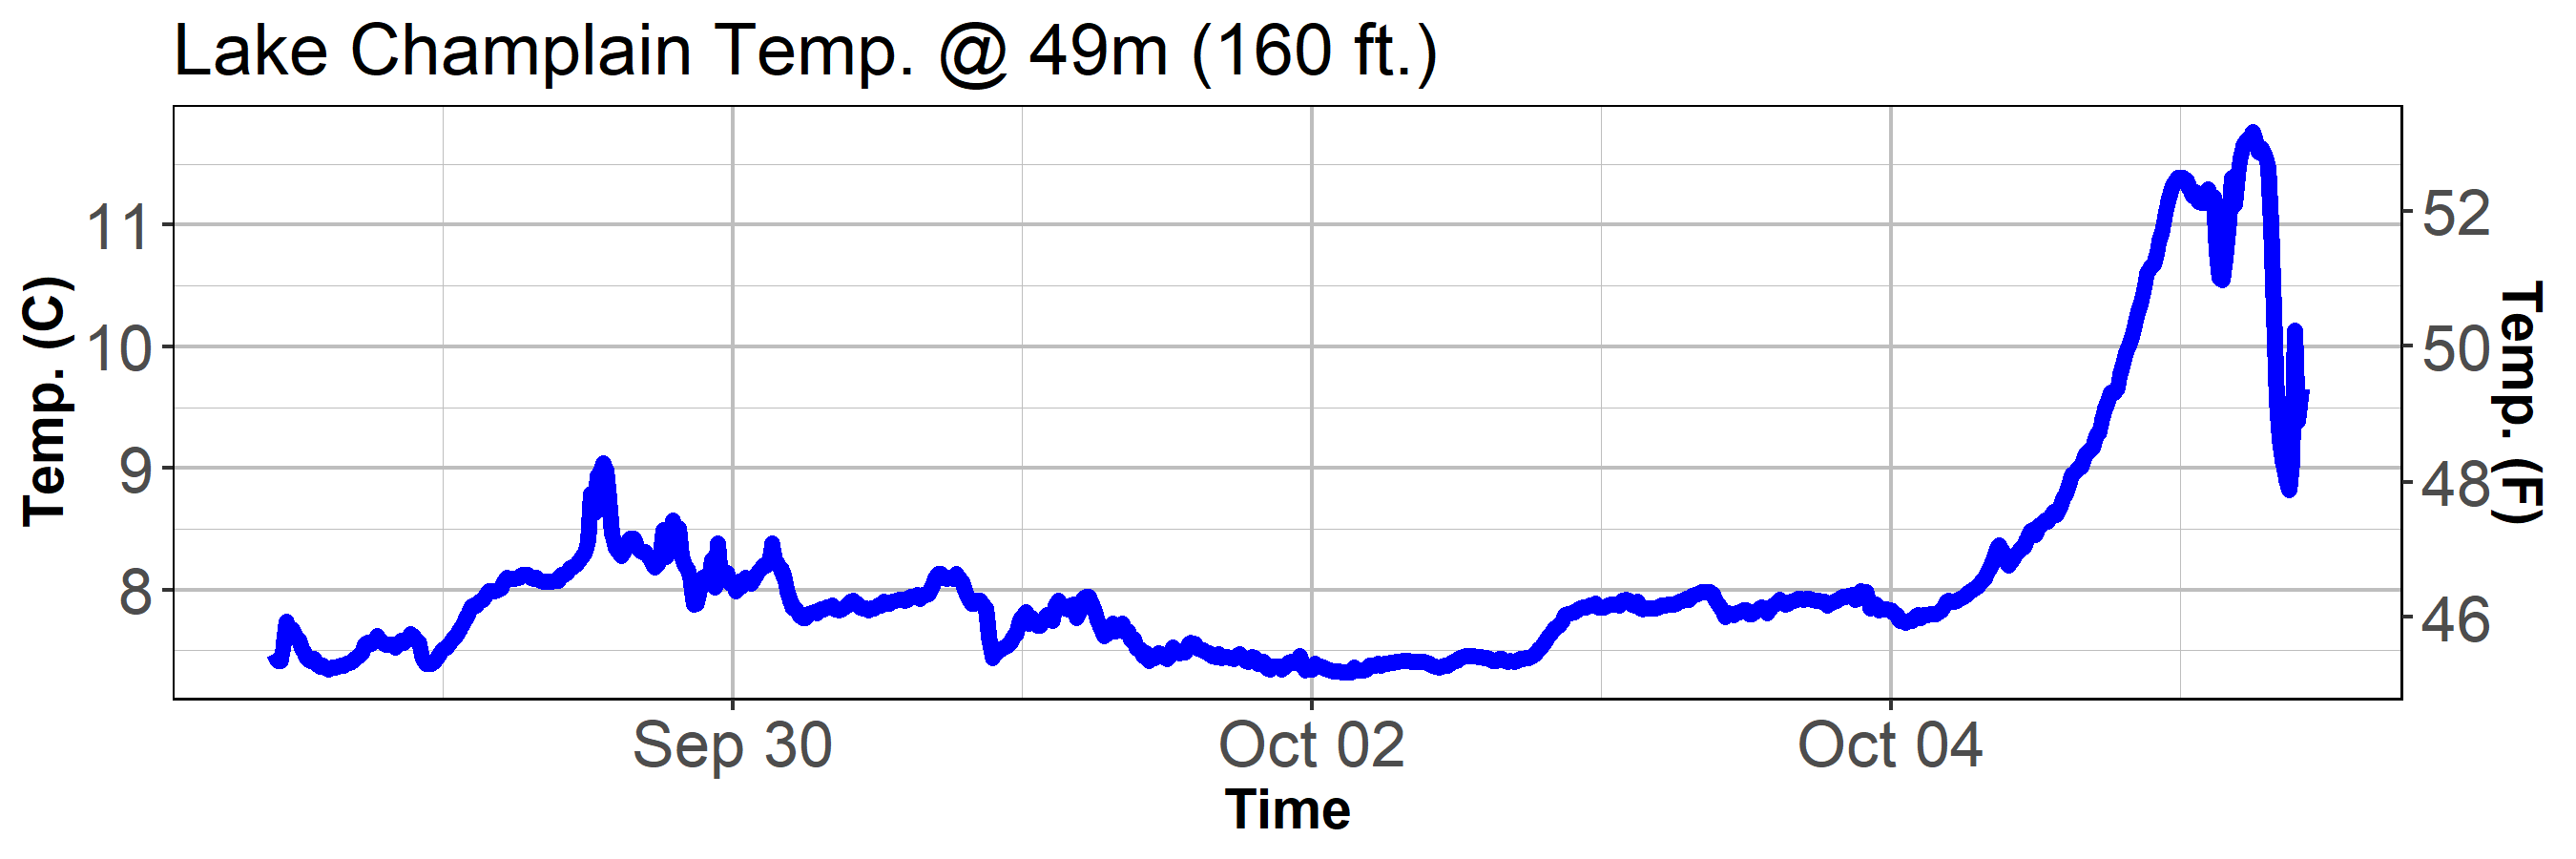 Lake Champlain Temp. @ 49m (160 ft.)
Temp. (C)
11
10
9
8
52
50
48
46
Temp. (F)
Sep 30
Oct 02
Oct 04
Time